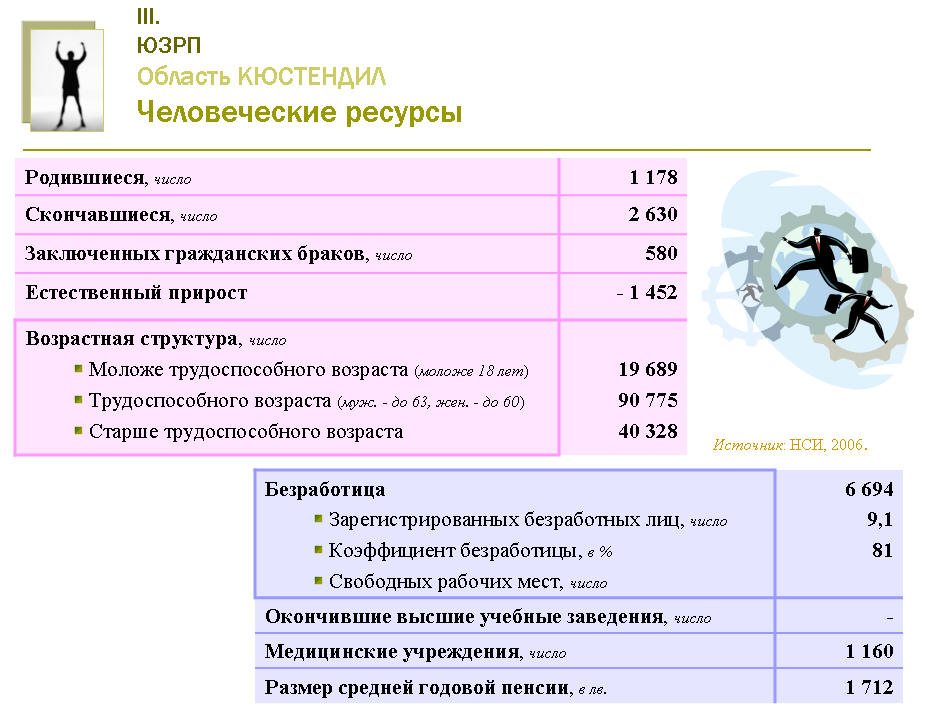 III.
ЮЗРП
Область КЮСТЕНДИЛ
Человеческие ресурсы
Родившиеся, число 1 178
Скончавшиеся, число 2 630
Заключенных гражданских браков, число 580
Естественный прирост - 1 452
Возрастная структура, число
Моложе трудоспособного возраста (моложе 18 лет) 19 689
Трудоспособного возраста (муж. - до 63, жен. - до 60) 90 775
Старше трудоспособного возраста 40 328
Источник: НСИ, 2006.
Безработица 6 694
Зарегистрированных безработных лиц, число 9,1
Коэффициент безработицы, в % 81
Свободных рабочих мест, число
Окончившие высшие учебные заведения, число -
Медицинские учреждения, число 1 160
Размер средней годовой пенсии, в лв. 1 712